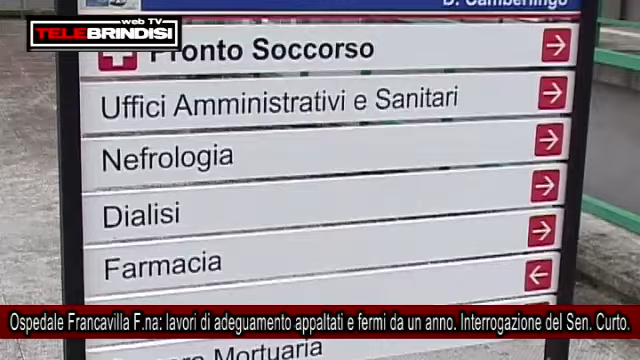 web TV
TELEBRINDISI
D. Camberlingo
Pronto Soccorso
Uffici Amministrativi e Sanitari
Nefrologia
Dialisi
Farmacia
Ospedale Francavilla F.na: lavori di adeguamento appaltati e fermi da un anno. Interrogazione del Sen. Curto.
Mortuaria